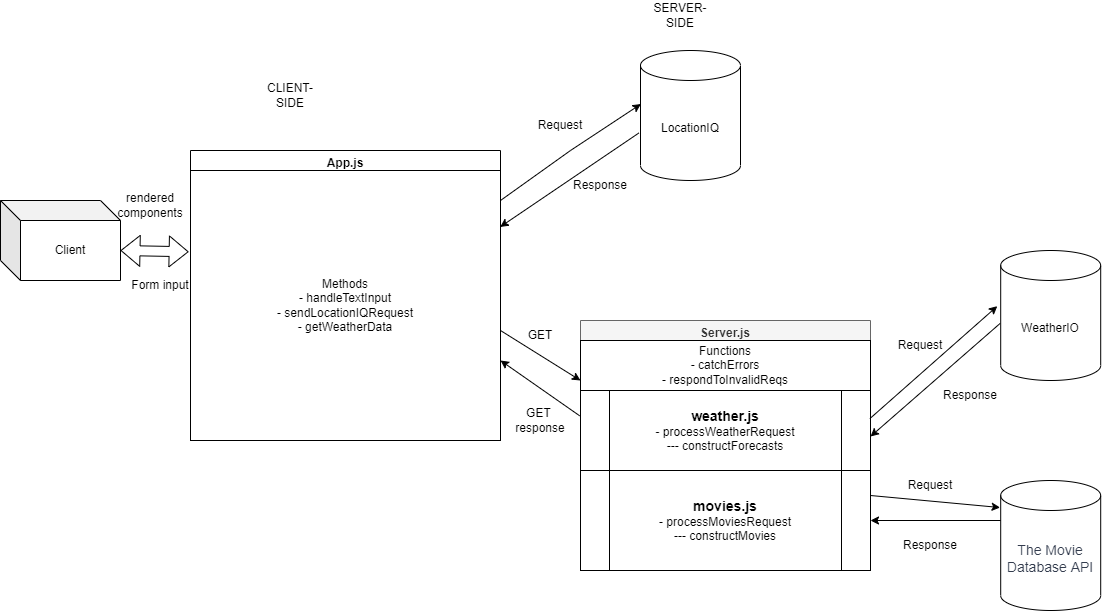 SERVER-
SIDE
CLIENT-
SIDE
LocationIQ
Request
Response
App.js
rendered
components
Client
Form input
Methods
- handleTextInput
- sendLocationIQRequest
- getWeatherData
GET
GET
response
Server.js
Functions
- catchErrors
- respondToInvalidReqs
weather.js
- processWeatherRequest
--- constructForecasts
movies.js
- processMoviesRequest
--- constructMovies
WeatherIO
Request
Response
Request
Response
The Movie
Database API